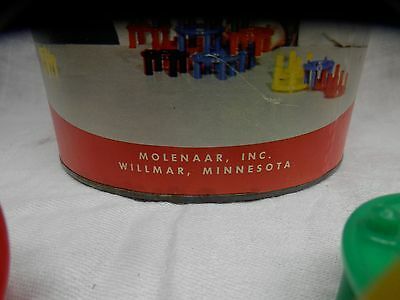 MOLENAAR, INC.
WILLMAR, MINNESOTA